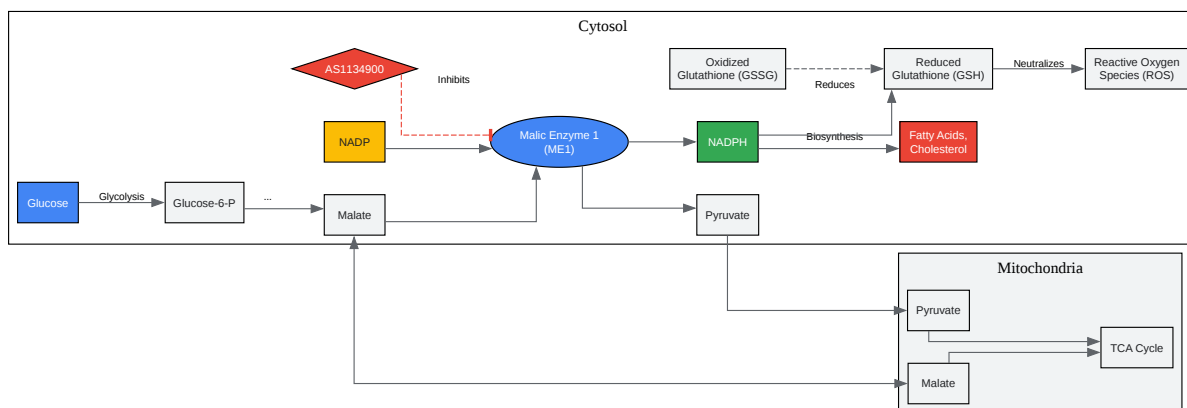 Cytosol
AS1134900
Inhibits
Oxidized
Glutathione (GSSG)
Reduces
Reduced
Glutathione (GSH)
Neutralizes
Reactive Oxygen
Species (ROS)
NADP
Malic Enzyme 1
(ME1)
NADPH
Biosynthesis
Fatty Acids,
Cholesterol
Glucose
Glycolysis
Glucose-6-P
...
Malate
Pyruvate
Mitochondria
Pyruvate
TCA Cycle
Malate